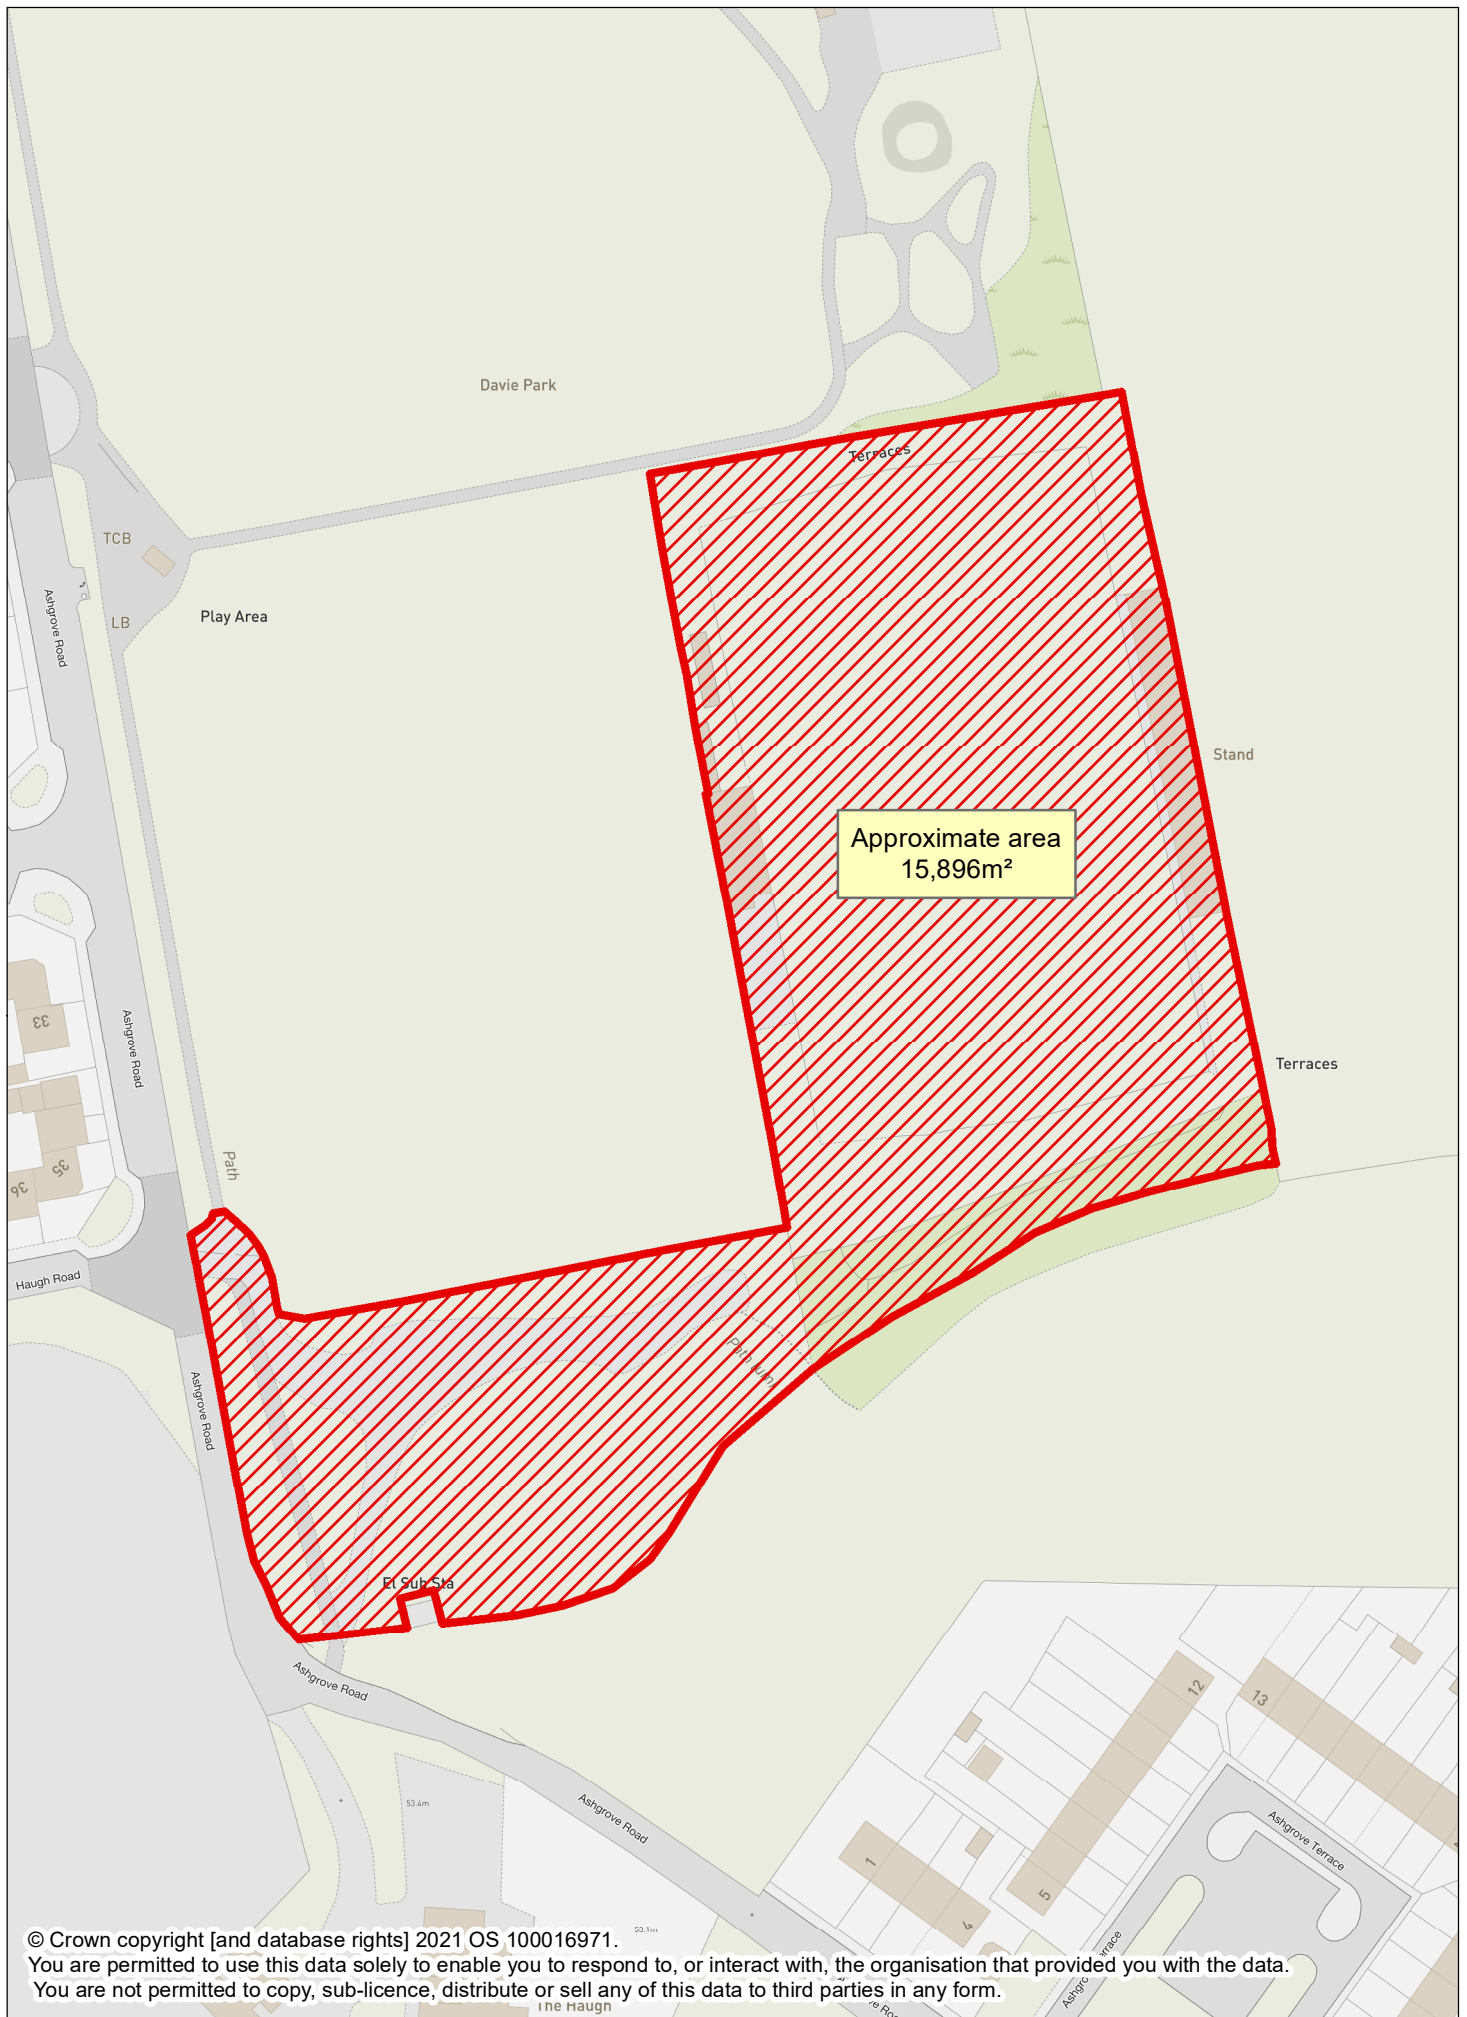 Davie Park
Terraces
TCB
LB
Play Area
Ashgrove Road
Stand
Approximate area
15,896m²
33
Ashgrove Road
Terraces
35
36
Path
Haugh Road
Path (um)
Ashgrove Road
El Sub Sta
Ashgrove Road
12
13
53.4m
Ashgrove Road
Ashgrove Terrace
1
5
4
© Crown copyright [and database rights] 2021 OS 100016971.
You are permitted to use this data solely to enable you to respond to, or interact with, the organisation that provided you with the data.
You are not permitted to copy, sub-licence, distribute or sell any of this data to third parties in any form.
The Haugh